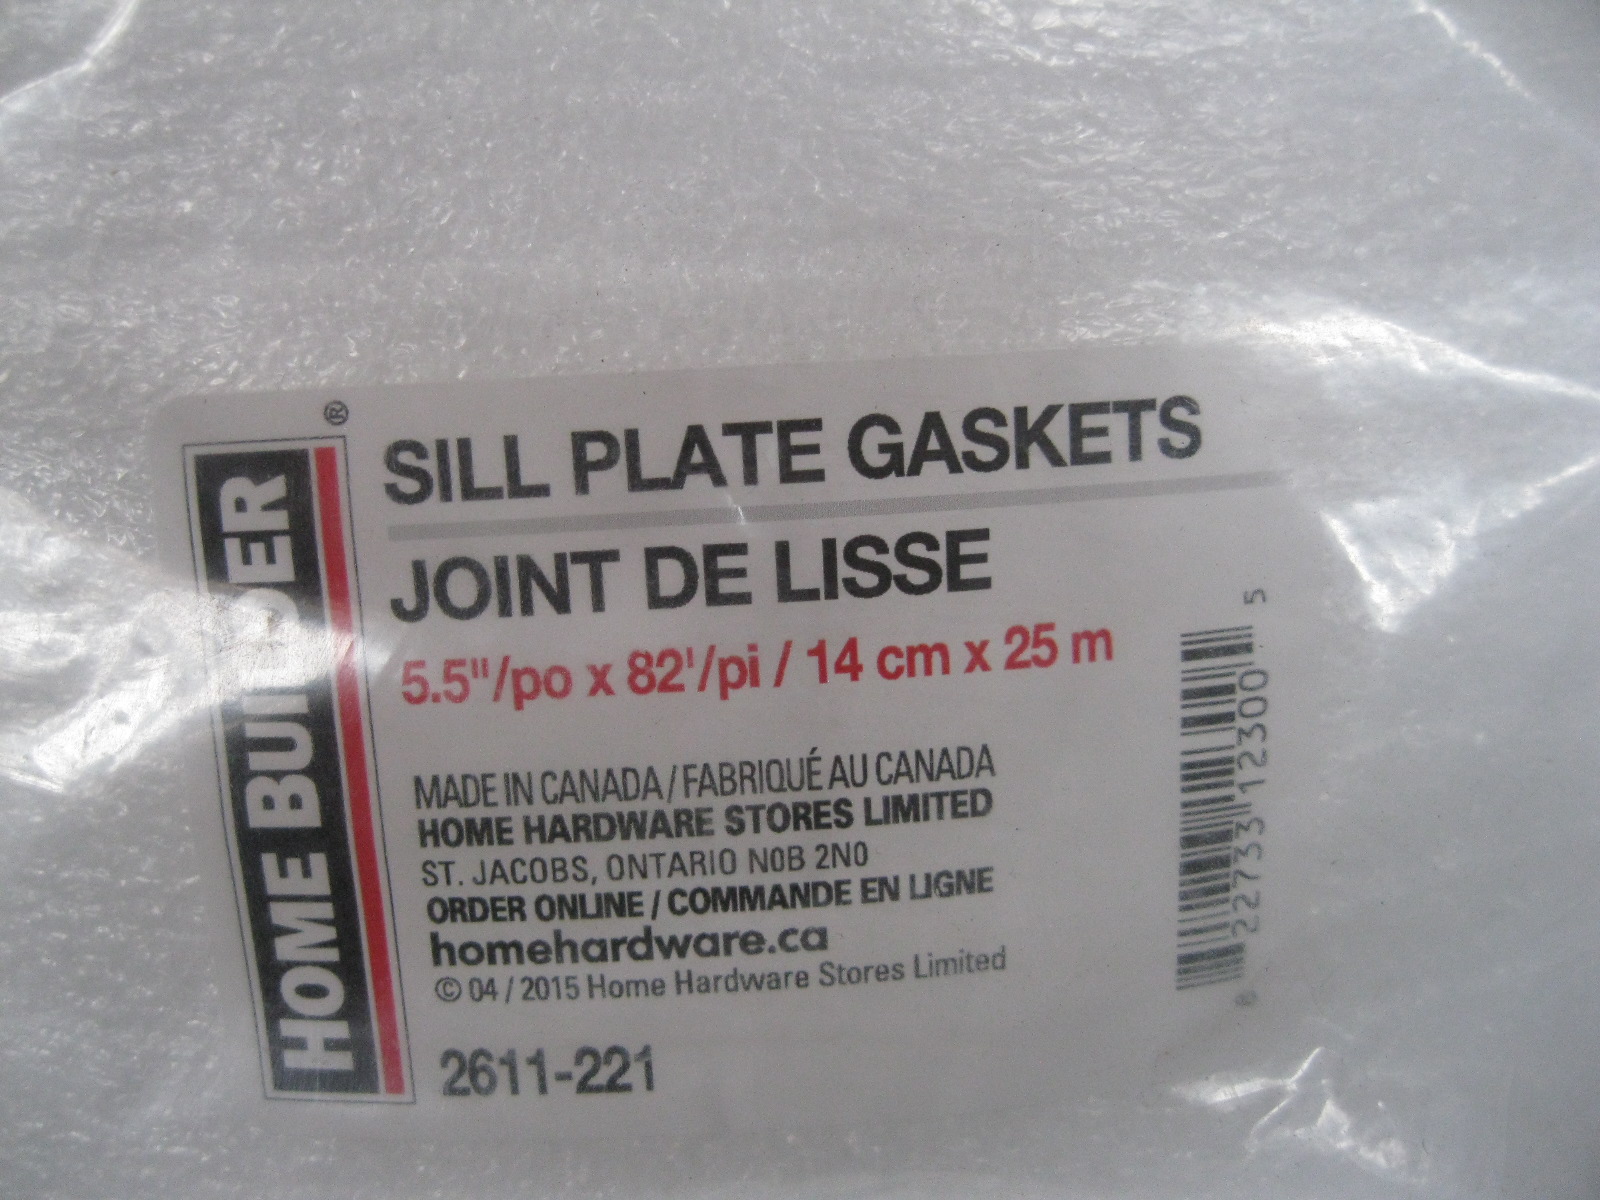 HOME BUILDER®
SILL PLATE GASKETS
JOINT DE LISSE
5.5"/po x 82'/pi / 14 cm x 25 m
MADE IN CANADA / FABRIQUÉ AU CANADA
HOME HARDWARE STORES LIMITED
ST. JACOBS, ONTARIO N0B 2N0
ORDER ONLINE / COMMANDE EN LIGNE
homehardware.ca
© 04 / 2015 Home Hardware Stores Limited
2611-221
6 22733 12300 5